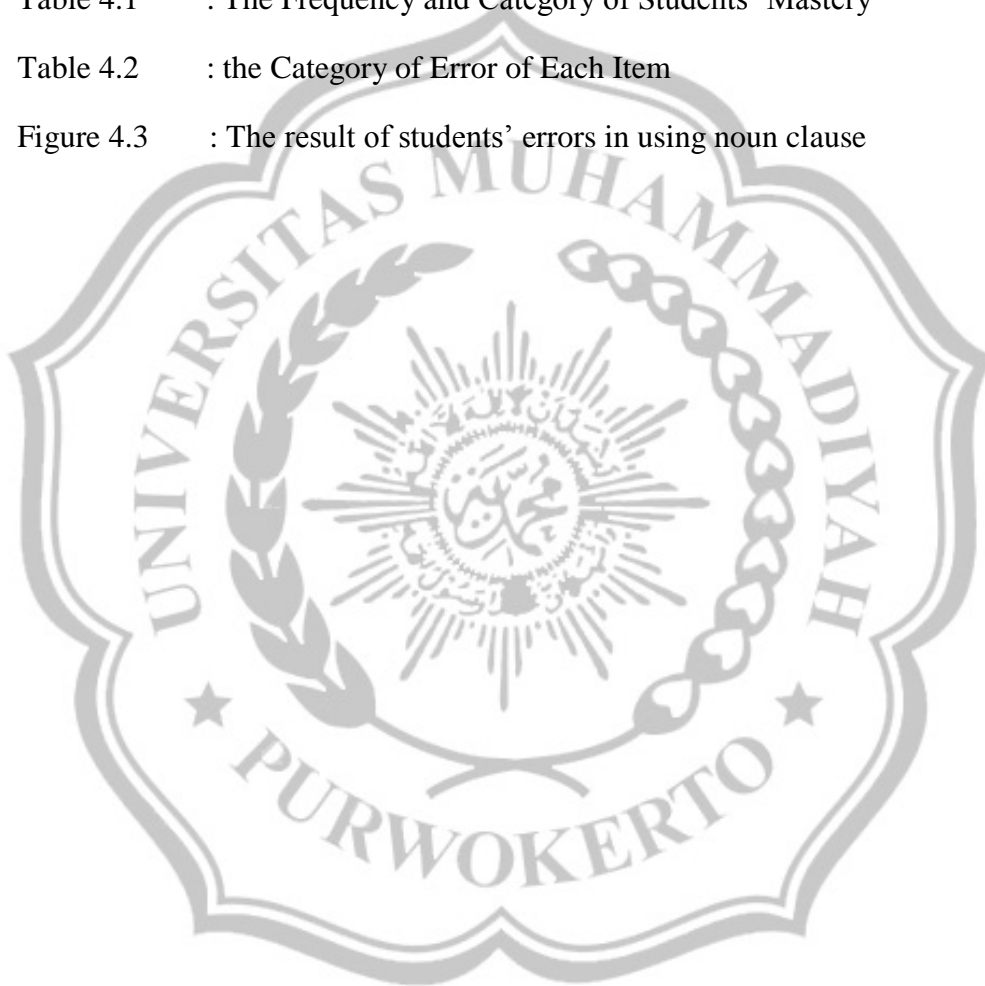 Table 4.1 : The Frequency and Category of Students' Mastery
Table 4.2 : the Category of Error of Each Item
Figure 4.3 : The result of students' errors in using noun clause
UNIVERSITAS MUHAMMADIYAH
PURWOKERTO